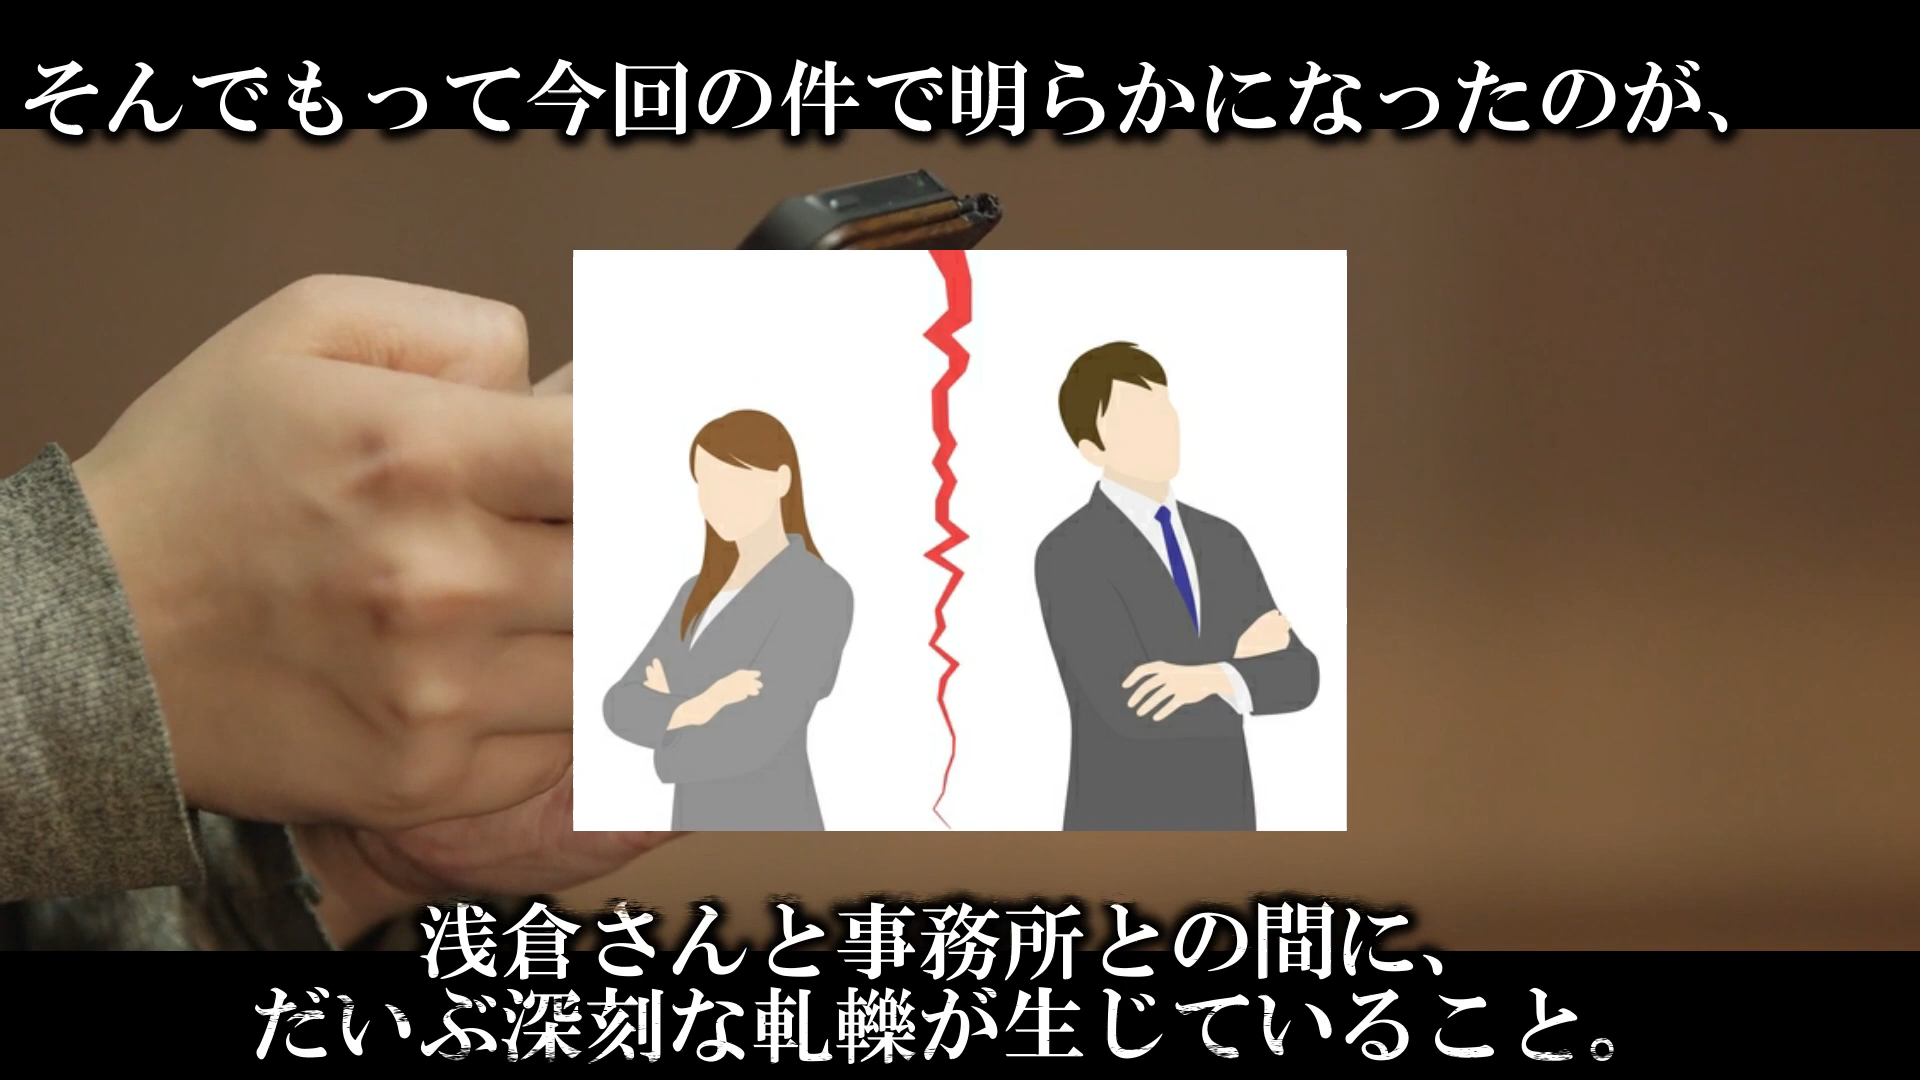 そんでもって今回の件で明らかになったのが、
浅倉さんと事務所との間に、
だいぶ深刻な軋轢が生じていること。